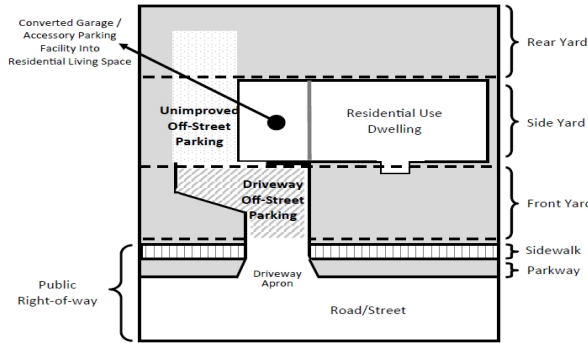 Converted Garage /
Accessory Parking
Facility Into
Residential Living Space
Rear Yard
Unimproved
Off-Street
Parking
Residential Use
Dwelling
Side Yard
Driveway
Off-Street
Parking
Front Yard
Sidewalk
Parkway
Public
Right-of-way
Driveway
Apron
Road/Street